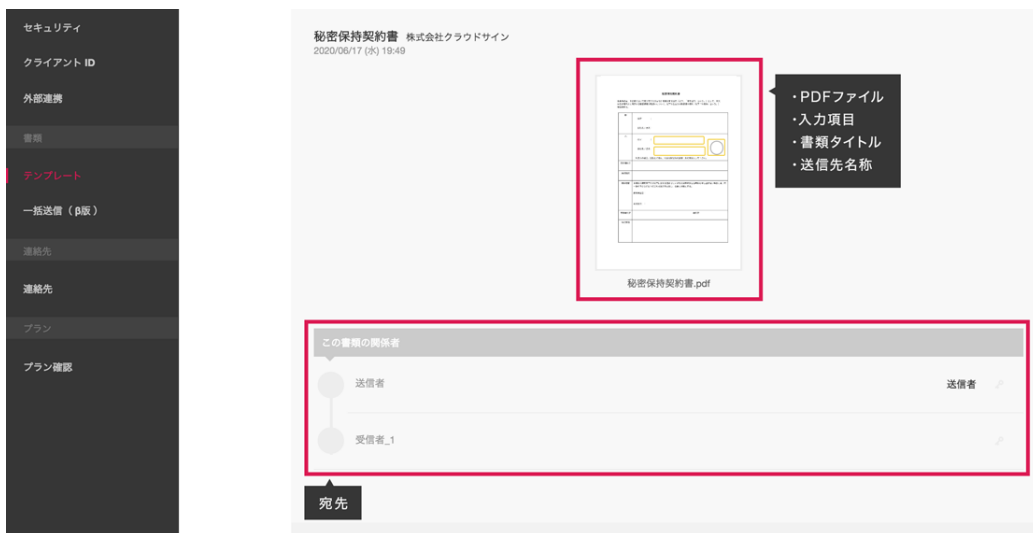 セキュリティ
クライアント ID
外部連携
書類
テンプレート
一括送信（β版）
連絡先
連絡先
プラン
プラン確認
秘密保持契約書 株式会社クラウドサイン
2020/06/17 (水) 19:49
秘密保持契約書.pdf
・PDFファイル
・入力項目
・書類タイトル
・送信先名称
この書類の関係者
送信者 送信者
受信者_1
宛先